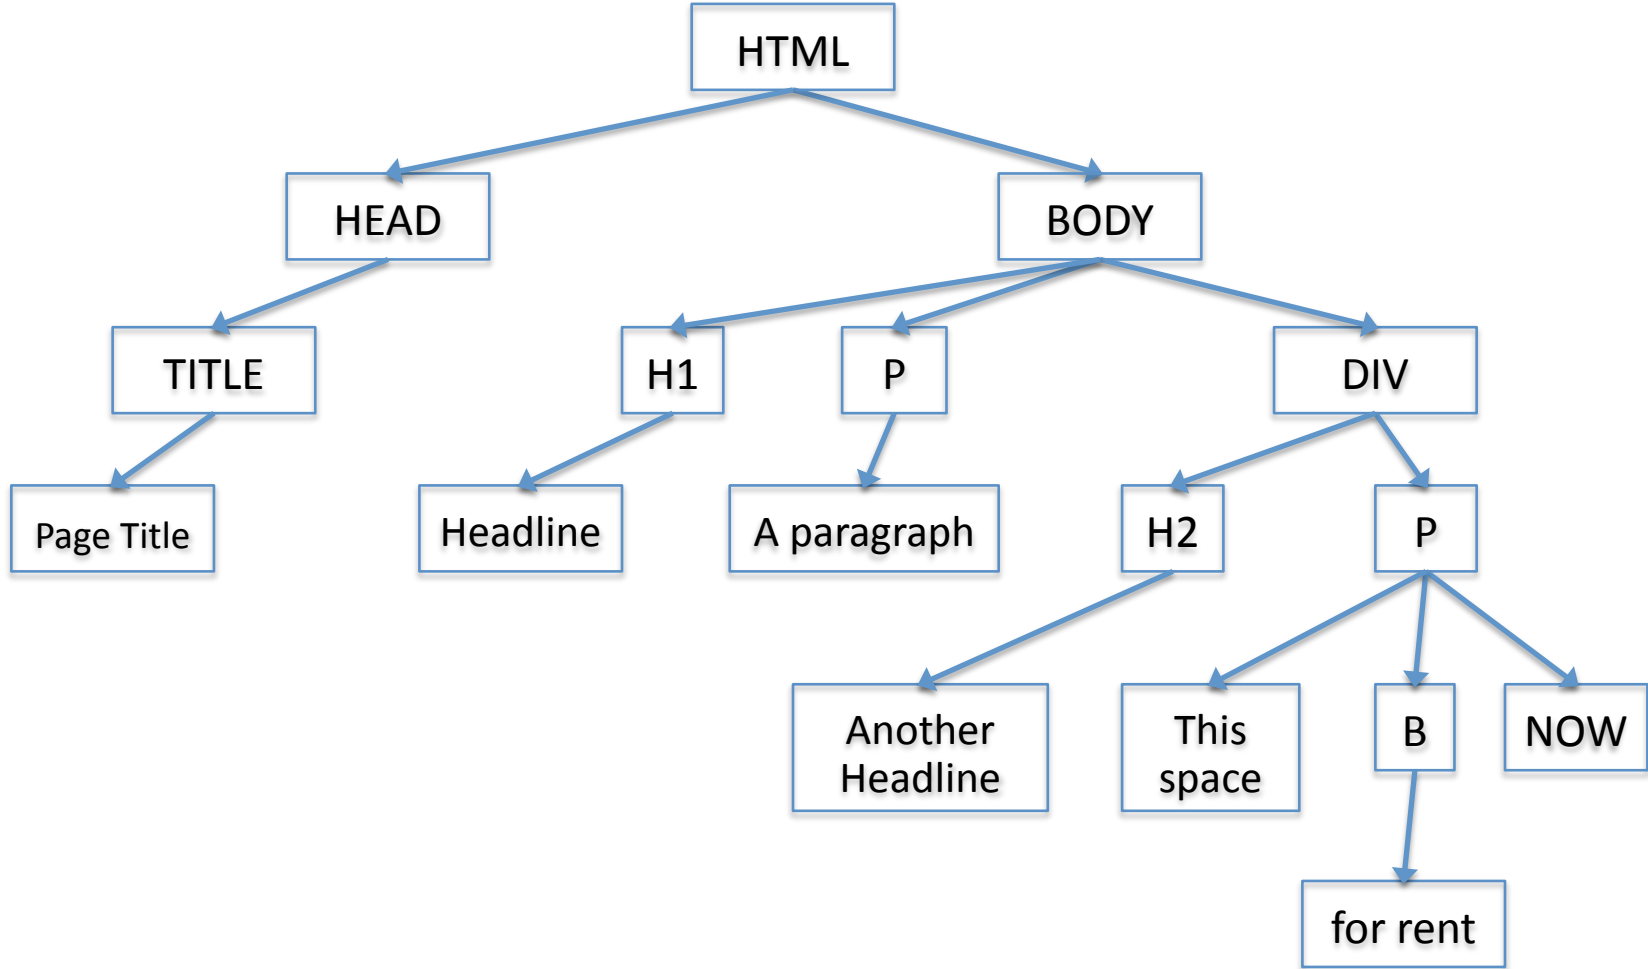 HTML
HEAD
BODY
TITLE
H1
P
DIV
Page Title
Headline
A paragraph
H2
P
Another
Headline
This
space
B
NOW
for rent